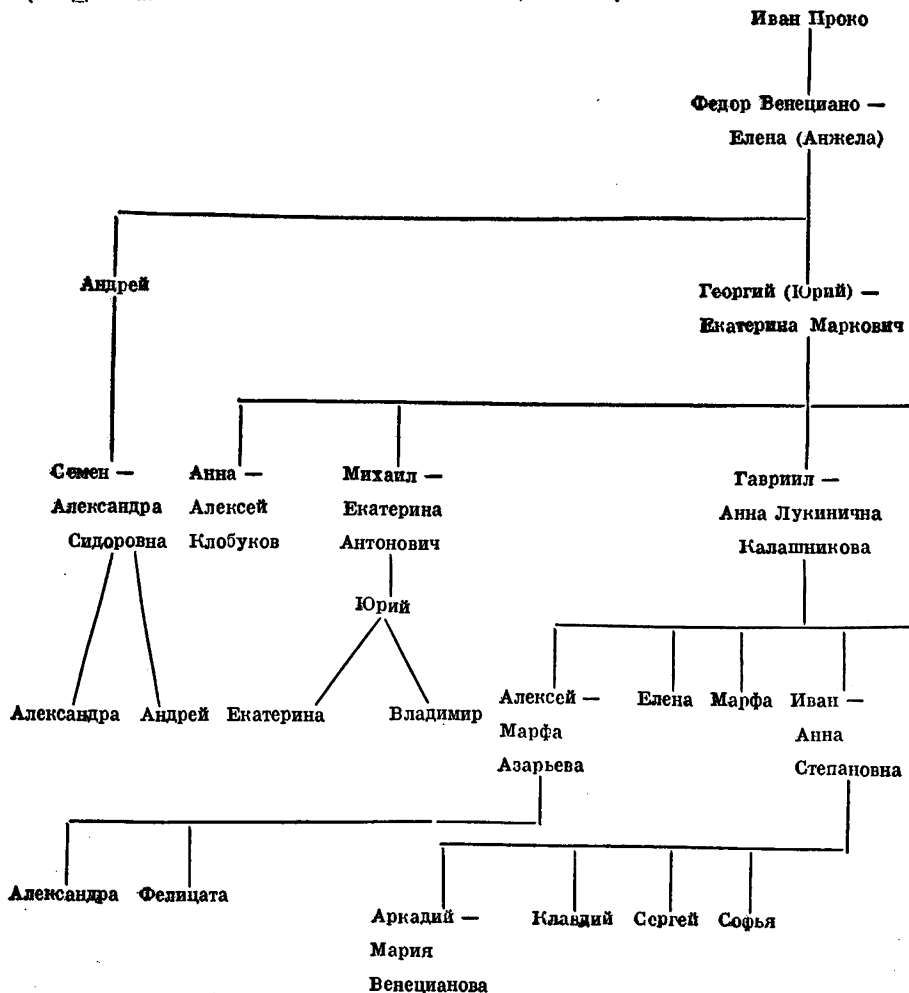 Иван Проко
Федор Венециано —
Елена (Анжела)
Андрей
Георгий (Юрий) —
Екатерина Маркович
Семен —
Александра
Сидоровна
Анна —
Алексей
Клобуков
Михаил —
Екатерина
Антонович
Гавриил —
Анна Лукинична
Калашникова
Юрий
Александра
Андрей
Екатерина
Владимир
Алексей —
Марфа
Азарьева
Елена
Марфа
Иван —
Анна
Степановна
Александра
Фелицата
Аркадий —
Мария
Венецианова
Клавдий
Сергей
Софья